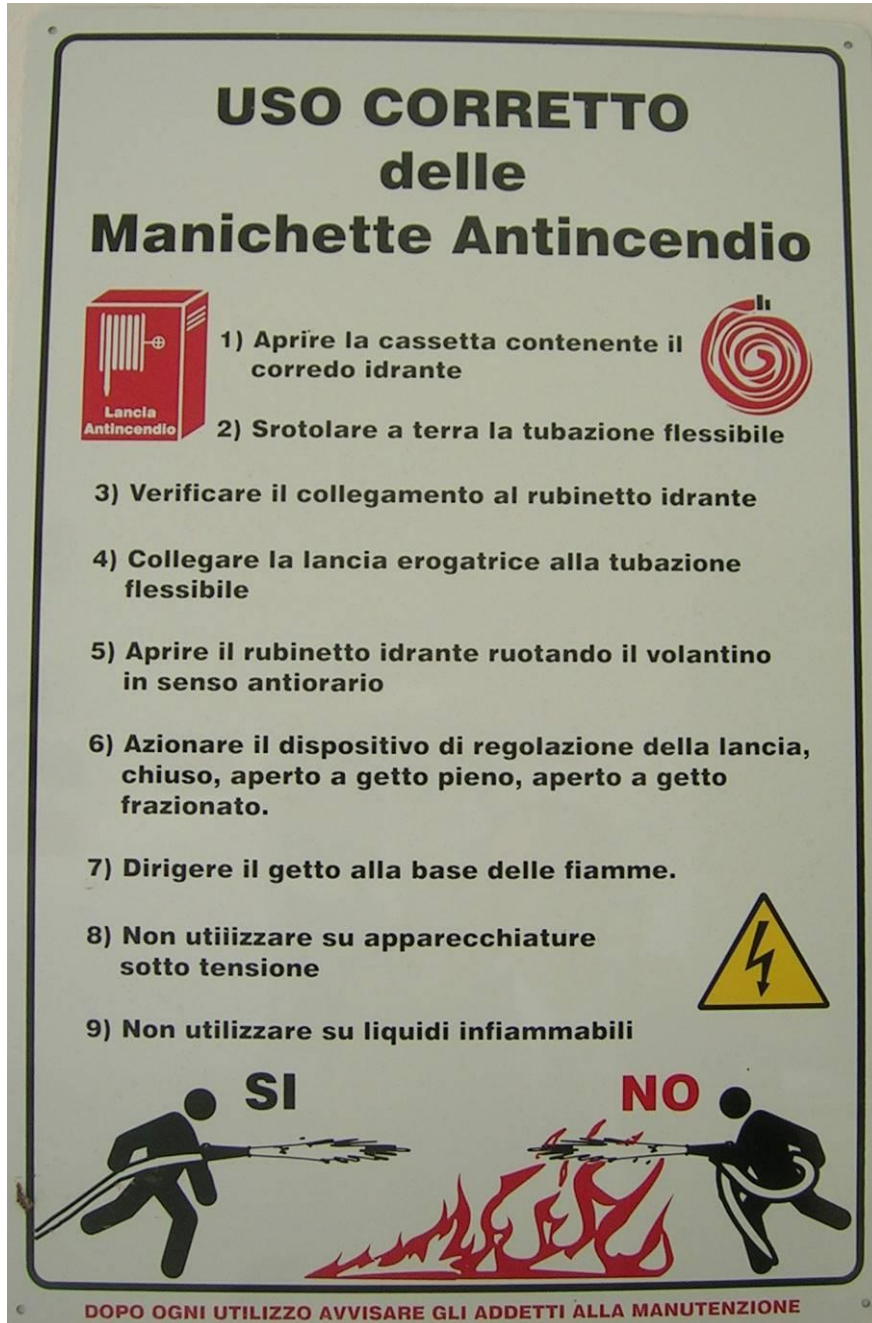 USO CORRETTO
delle
Manichette Antincendio
Lancia
Antincendio
1) Aprire la cassetta contenente il
corredo idrante
2) Srotolare a terra la tubazione flessibile
3) Verificare il collegamento al rubinetto idrante
4) Collegare la lancia erogatrice alla tubazione
flessibile
5) Aprire il rubinetto idrante ruotando il volantino
in senso antiorario
6) Azionare il dispositivo di regolazione della lancia,
chiuso, aperto a getto pieno, aperto a getto
frazionato.
7) Dirigere il getto alla base delle fiamme.
8) Non utiiizzare su apparecchiature
sotto tensione
9) Non utilizzare su liquidi infiammabili
SI
NO
DOPO OGNI UTILIZZO AVVISARE GLI ADDETTI ALLA MANUTENZIONE